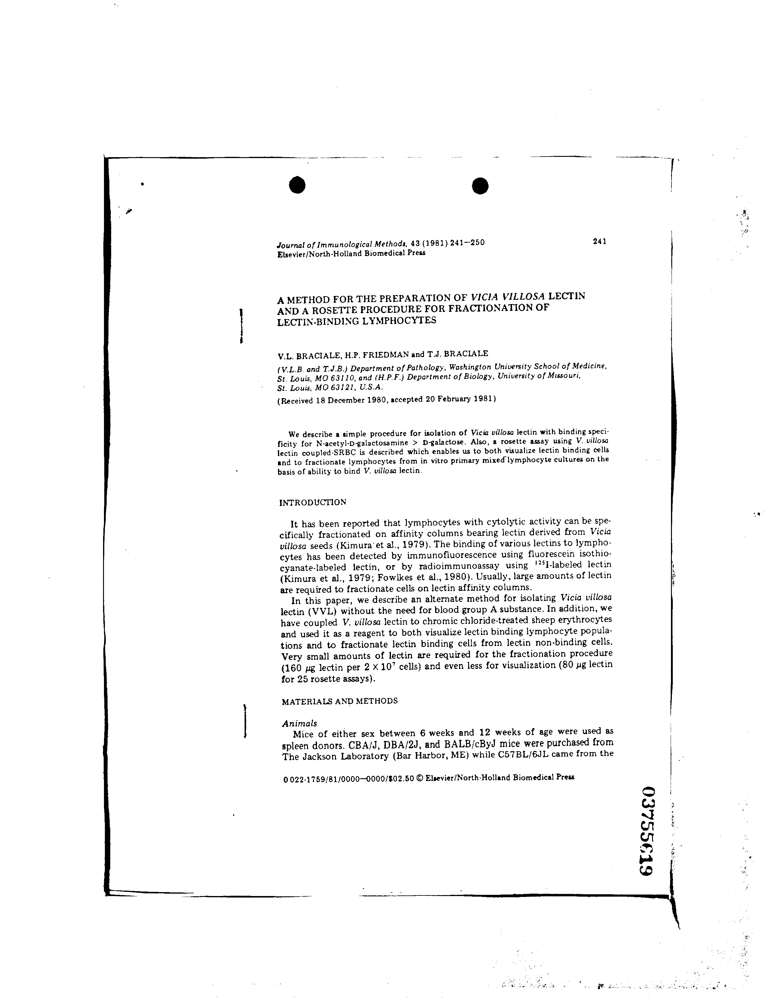 Journal of Immunological Methods, 43 (1981) 241—250
241
Elsevier/North-Holland Biomedical Press
A METHOD FOR THE PREPARATION OF VICIA VILLOSA LECTIN
AND A ROSETTE PROCEDURE FOR FRACTIONATION OF
LECTIN-BINDING LYMPHOCYTES
V.L. BRACIALE, H.P. FRIEDMAN and T.J. BRACIALE
(V.L.B. and T.J.B.) Department of Pathology, Washington University School of Medicine,
St. Louis, MO 63110, and (H.P.F.) Department of Biology, University of Missouri,
St. Louis, MO 63121, U.S.A.
(Received 18 December 1980, accepted 20 February 1981)
We describe a simple procedure for isolation of Vicia villosa lectin with binding speci-
ficity for N-acetyl-D-galactosamine > D-galactose. Also, a rosette assay using V. villosa
lectin coupled-SRBC is described which enables us to both visualize lectin binding cells
and to fractionate lymphocytes from in vitro primary mixed lymphocyte cultures on the
basis of ability to bind V. villosa lectin.
INTRODUCTION
It has been reported that lymphocytes with cytolytic activity can be spe-
cifically fractionated on affinity columns bearing lectin derived from Vicia
villosa seeds (Kimura et al., 1979). The binding of various lectins to lympho-
cytes has been detected by immunofluorescence using fluorescein isothio-
cyanate-labeled lectin, or by radioimmunoassay using ¹²⁵I-labeled lectin
(Kimura et al., 1979; Fowlkes et al., 1980). Usually, large amounts of lectin
are required to fractionate cells on lectin affinity columns.
In this paper, we describe an alternate method for isolating Vicia villosa
lectin (VVL) without the need for blood group A substance. In addition, we
have coupled V. villosa lectin to chromic chloride-treated sheep erythrocytes
and used it as a reagent to both visualize lectin binding lymphocyte popula-
tions and to fractionate lectin binding cells from lectin non-binding cells.
Very small amounts of lectin are required for the fractionation procedure
(160 μg lectin per 2 × 10⁷ cells) and even less for visualization (80 μg lectin
for 25 rosette assays).
MATERIALS AND METHODS
Animals
Mice of either sex between 6 weeks and 12 weeks of age were used as
spleen donors. CBA/J, DBA/2J, and BALB/cByJ mice were purchased from
The Jackson Laboratory (Bar Harbor, ME) while C57BL/6JL came from the
0 022-1759/81/0000—0000/$02.50 © Elsevier/North-Holland Biomedical Press
03755619